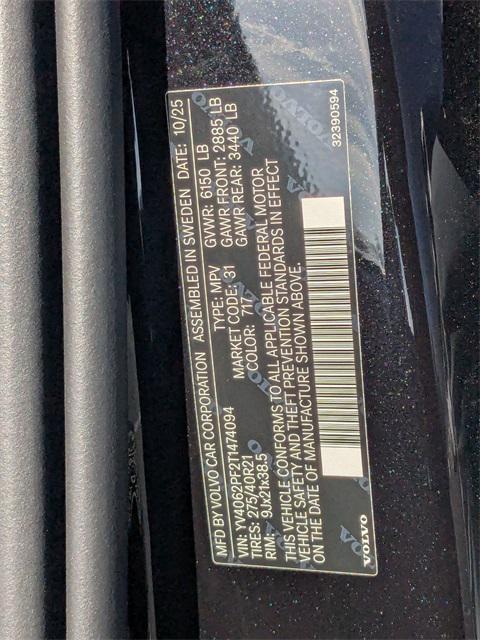 MFD BY VOLVO CAR CORPORATION ASSEMBLED IN SWEDEN DATE: 10/25
VIN: YV4062PF2T1474094 TYPE: MPV GVWR: 6150 LB
TIRES: 275/40R21 MARKET CODE: 31 GAWR FRONT: 2885 LB
RIM: 9Jx21x38.5 COLOR: 717 GAWR REAR: 3440 LB
THIS VEHICLE CONFORMS TO ALL APPLICABLE FEDERAL MOTOR
VEHICLE SAFETY AND THEFT PREVENTION STANDARDS IN EFFECT
ON THE DATE OF MANUFACTURE SHOWN ABOVE.
VOLVO 32390594